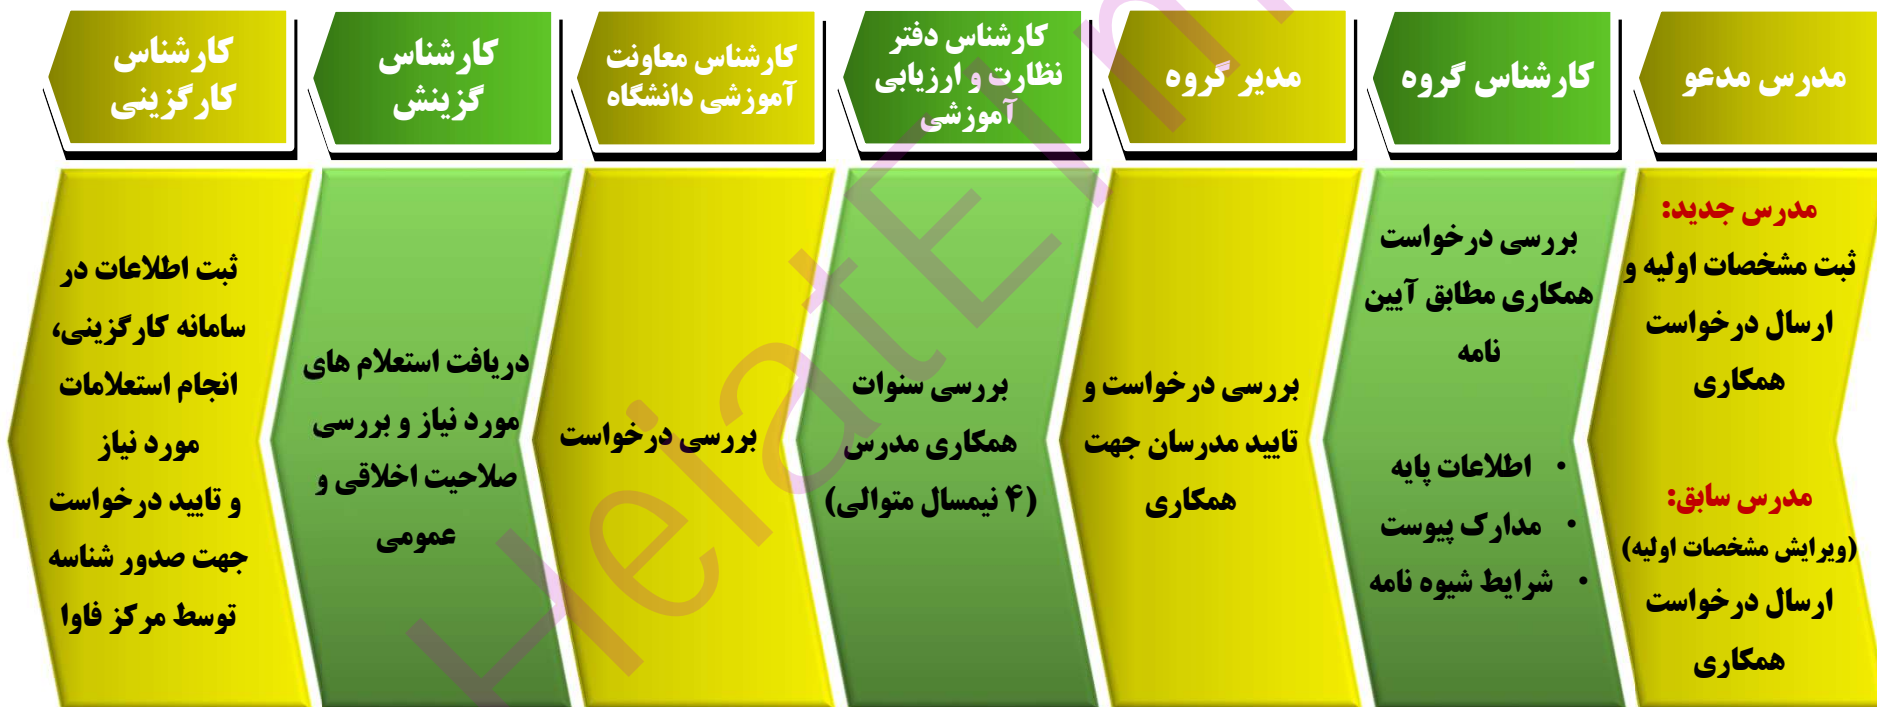 مدرس مدعو
کارشناس گروه
مدیر گروه
کارشناس دفتر
نظارت و ارزیابی
آموزشی
کارشناس معاونت
آموزشی دانشگاه
کارشناس
گزینش
کارشناس
کارگزینی
مدرس جدید:
ثبت مشخصات اولیه و
ارسال درخواست
همکاری
مدرس سابق:
(ویرایش مشخصات اولیه)
ارسال درخواست
همکاری
بررسی درخواست
همکاری مطابق آیین
نامه
• اطلاعات پایه
• مدارک پیوست
• شرایط شیوه نامه
بررسی درخواست و
تایید مدرسان جهت
همکاری
بررسی سنوات
همکاری مدرس
(۴ نیمسال متوالی)
بررسی درخواست
دریافت استعلام های
مورد نیاز و بررسی
صلاحیت اخلاقی و
عمومی
ثبت اطلاعات در
سامانه کارگزینی،
انجام استعلامات
مورد نیاز
و تایید درخواست
جهت صدور شناسه
توسط مرکز فاوا